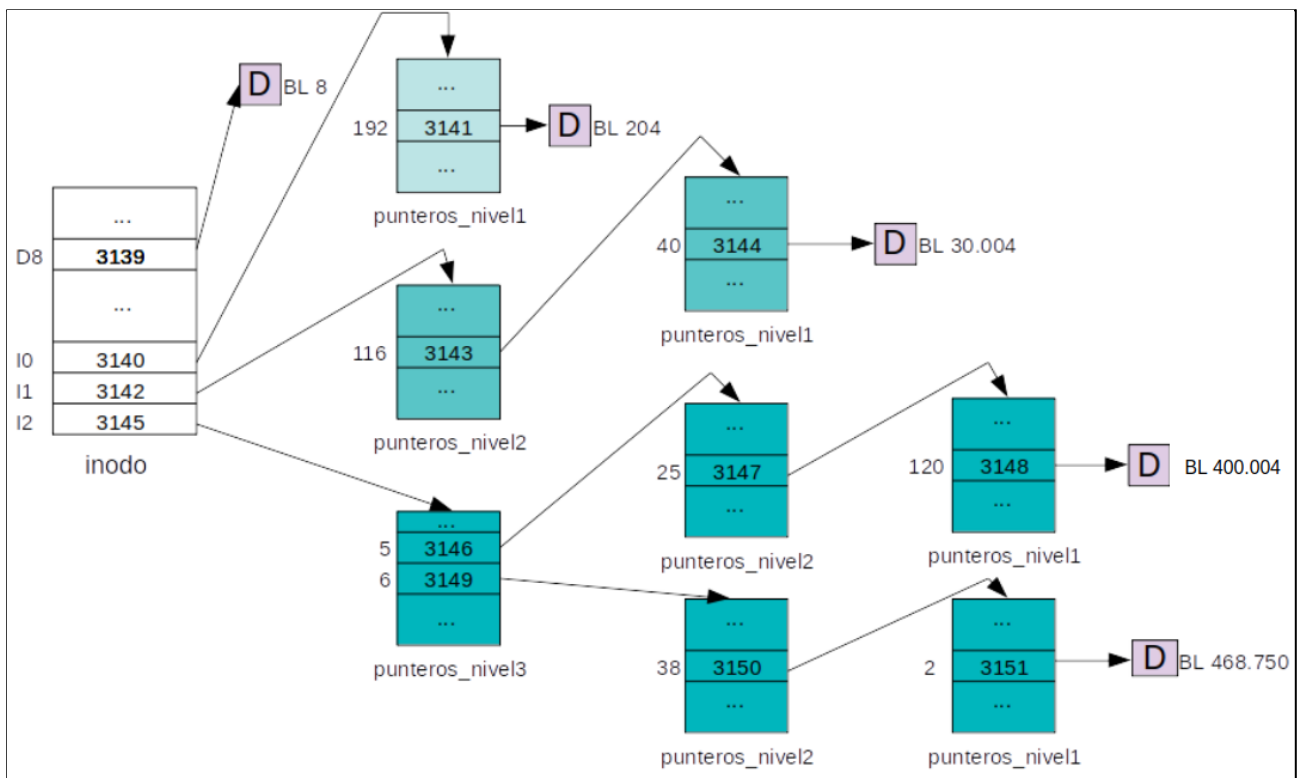 ...
D8 3139
...
I0 3140
I1 3142
I2 3145
inodo
D BL 8
...
192 3141
...
punteros_nivel1
D BL 204
...
116 3143
...
punteros_nivel2
...
40 3144
...
punteros_nivel1
D BL 30.004
...
5 3146
6 3149
...
punteros_nivel3
...
25 3147
...
punteros_nivel2
...
120 3148
...
punteros_nivel1
D BL 400.004
...
38 3150
...
punteros_nivel2
...
2 3151
...
punteros_nivel1
D BL 468.750